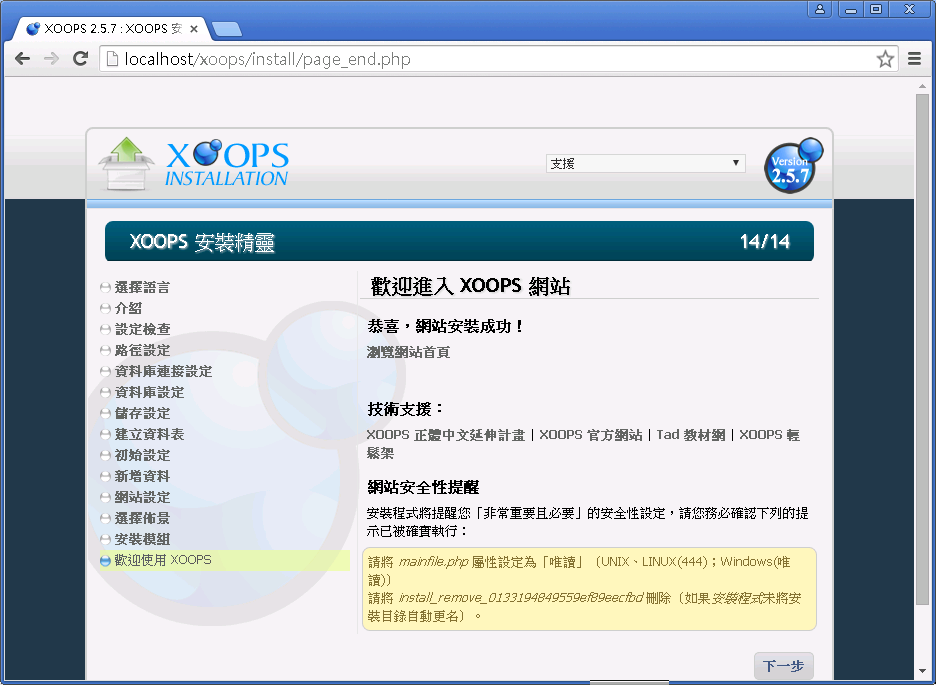 XOOPS 2.5.7 : XOOPS 安
localhost/xoops/install/page_end.php
XOOPS
INSTALLATION
支援
Version
2.5.7
XOOPS 安裝精靈
14/14
選擇語言
介紹
設定檢查
路徑設定
資料庫連接設定
資料庫設定
儲存設定
建立資料表
初始設定
新增資料
網站設定
選擇佈景
安裝模組
歡迎使用 XOOPS
歡迎進入 XOOPS 網站
恭喜，網站安裝成功！
瀏覽網站首頁
技術支援：
XOOPS 正體中文延伸計畫 | XOOPS 官方網站 | Tad 教材網 | XOOPS 輕
鬆架
網站安全性提醒
安裝程式將提醒您「非常重要且必要」的安全性設定，請您務必確認下列的提
示已被確實執行：
請將 mainfile.php 屬性設定為「唯讀」〔UNIX、LINUX(444)；Windows(唯
讀)〕
請將 install_remove_0133194849559ef89eecfbd 刪除〔如果安裝程式未將安
裝目錄自動更名〕。
下一步